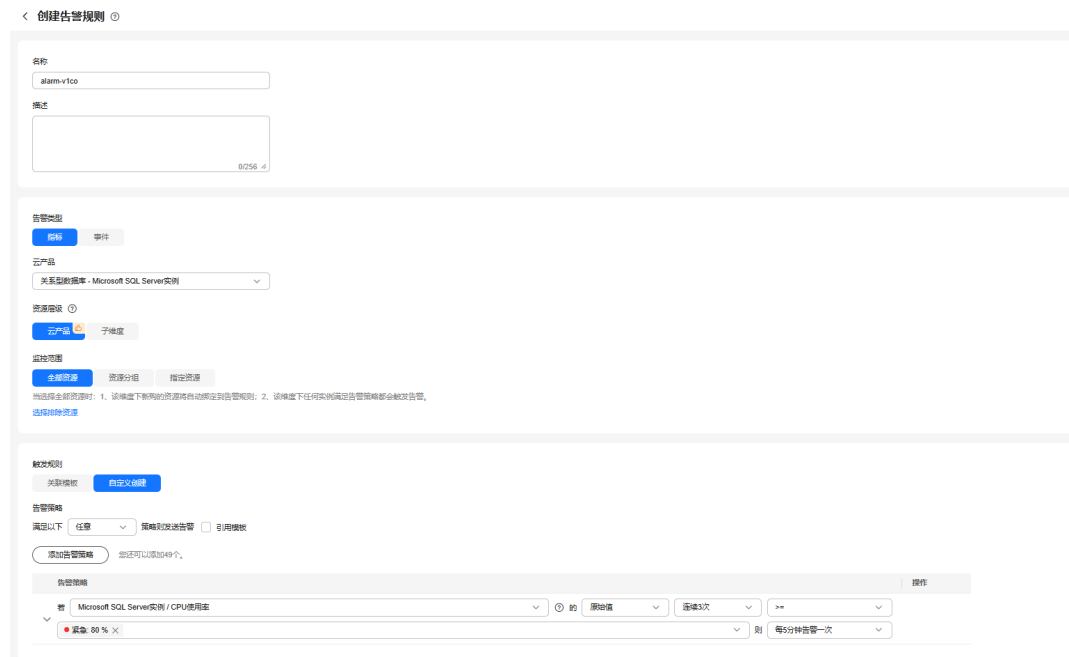 创建告警规则
名称
alarm-v1co
描述
0/256
告警类型
指标 事件
云产品
关系型数据库 - Microsoft SQL Server实例
资源层级
云产品 子维度
监控范围
全部资源 资源分组 指定资源
当选择全部资源时：1、该维度下新购的资源将自动绑定到告警规则；2、该维度下任何实例满足告警策略都会触发告警。
选择排除资源
触发规则
关联模板 自定义创建
告警策略
满足以下 任意 策略则发送告警 引用模板
添加告警策略 您还可以添加49个。
告警策略 操作
若 Microsoft SQL Server实例 / CPU使用率 的 原始值 连续3次 >=
紧急: 80 % 则 每5分钟告警一次